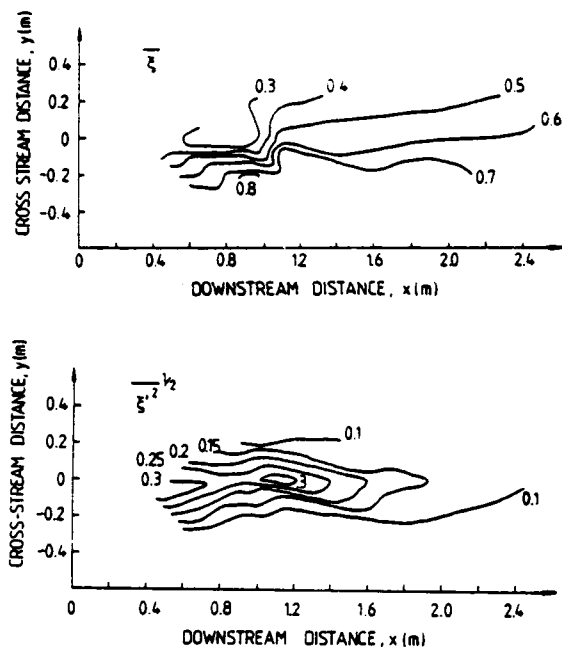 CROSS STREAM DISTANCE, y(m)
ξ
0.4
0.2
0
-0.2
-0.4
0.3
0.4
0.5
0.6
0.7
0.8
0 0.4 0.8 1.2 1.6 2.0 2.4
DOWNSTREAM DISTANCE, x(m)
CROSS-STREAM DISTANCE, y(m)
ξ'² ½
0.4
0.2
0
-0.2
-0.4
0.1
0.15
0.2
0.25
0.3
.3
0.1
0 0.4 0.8 1.2 1.6 2.0 2.4
DOWNSTREAM DISTANCE, x(m)